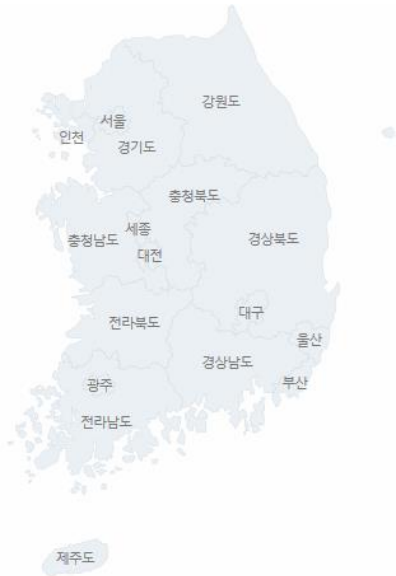 강원도
서울
인천
경기도
충청북도
세종
충청남도
경상북도
대전
대구
전라북도
울산
경상남도
부산
광주
전라남도
제주도